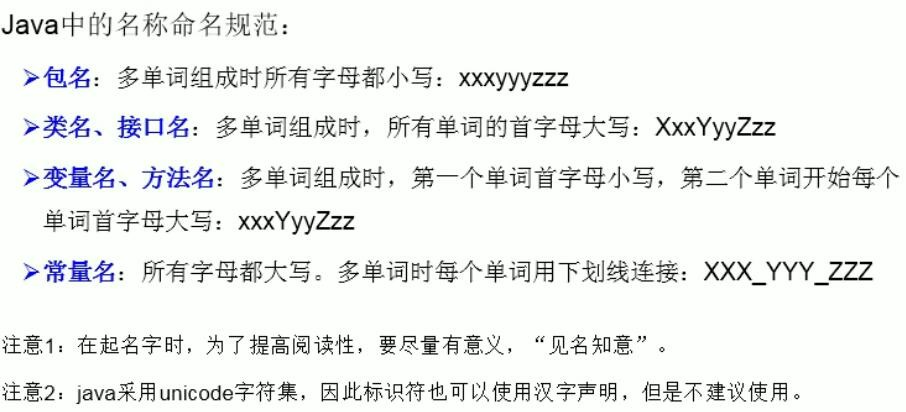 Java中的名称命名规范：
➢包名：多单词组成时所有字母都小写：xxxyyyzzz
➢类名、接口名：多单词组成时，所有单词的首字母大写：XxxYyyZzz
➢变量名、方法名：多单词组成时，第一个单词首字母小写，第二个单词开始每个
单词首字母大写：xxxYyyZzz
➢常量名：所有字母都大写。多单词时每个单词用下划线连接：XXX_YYY_ZZZ
注意1：在起名字时，为了提高阅读性，要尽量有意义，“见名知意”。
注意2：java采用unicode字符集，因此标识符也可以使用汉字声明，但是不建议使用。